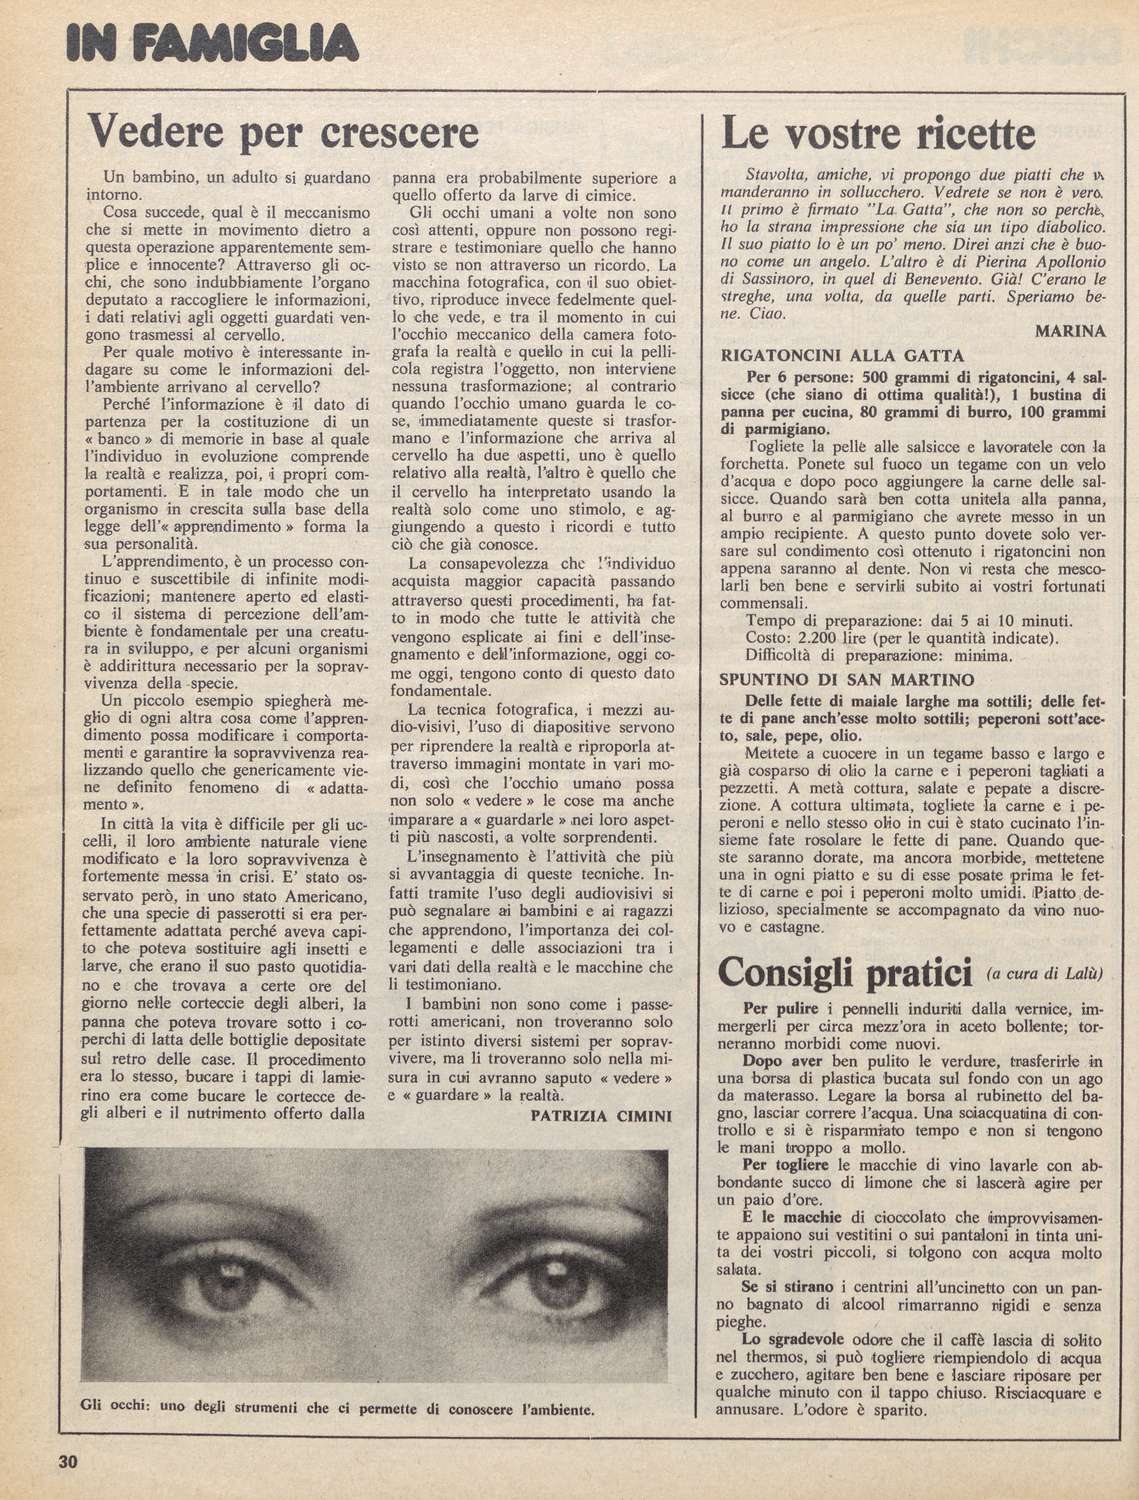 IN FAMIGLIA
Vedere per crescere
Un bambino, un adulto si guardano
intorno.
Cosa succede, qual è il meccanismo
che si mette in movimento dietro a
questa operazione apparentemente sem-
plice e innocente? Attraverso gli oc-
chi, che sono indubbiamente l'organo
deputato a raccogliere le informazioni,
i dati relativi agli oggetti guardati ven-
gono trasmessi al cervello.
Per quale motivo è interessante in-
dagare su come le informazioni del-
l'ambiente arrivano al cervello?
Perché l'informazione è il dato di
partenza per la costituzione di un
« banco » di memorie in base al quale
l'individuo in evoluzione comprende
la realtà e realizza, poi, i propri com-
portamenti. E in tale modo che un
organismo in crescita sulla base della
legge dell'« apprendimento » forma la
sua personalità.
L'apprendimento, è un processo con-
tinuo e suscettibile di infinite modi-
ficazioni; mantenere aperto ed elasti-
co il sistema di percezione dell'am-
biente è fondamentale per una creatu-
ra in sviluppo, e per alcuni organismi
è addirittura necessario per la soprav-
vivenza della specie.
Un piccolo esempio spiegherà me-
glio di ogni altra cosa come l'appren-
dimento possa modificare i comporta-
menti e garantire la sopravvivenza rea-
lizzando quello che genericamente vie-
ne definito fenomeno di « adatta-
mento ».
In città la vita è difficile per gli uc-
celli, il loro ambiente naturale viene
modificato e la loro sopravvivenza è
fortemente messa in crisi. E' stato os-
servato però, in uno stato Americano,
che una specie di passerotti si era per-
fettamente adattata perché aveva capi-
to che poteva sostituire agli insetti e
larve, che erano il suo pasto quotidia-
no e che trovava a certe ore del
giorno nelle corteccie degli alberi, la
panna che poteva trovare sotto i co-
perchi di latta delle bottiglie depositate
sul retro delle case. Il procedimento
era lo stesso, bucare i tappi di lamie-
rino era come bucare le cortecce de-
gli alberi e il nutrimento offerto dalla
panna era probabilmente superiore a
quello offerto da larve di cimice.
Gli occhi umani a volte non sono
così attenti, oppure non possono regi-
strare e testimoniare quello che hanno
visto se non attraverso un ricordo. La
macchina fotografica, con il suo obiet-
tivo, riproduce invece fedelmente quel-
lo che vede, e tra il momento in cui
l'occhio meccanico della camera foto-
grafa la realtà e quello in cui la pelli-
cola registra l'oggetto, non interviene
nessuna trasformazione; al contrario
quando l'occhio umano guarda le co-
se, immediatamente queste si trasfor-
mano e l'informazione che arriva al
cervello ha due aspetti, uno è quello
relativo alla realtà, l'altro è quello che
il cervello ha interpretato usando la
realtà solo come uno stimolo, e ag-
giungendo a questo i ricordi e tutto
ciò che già conosce.
La consapevolezza che l'individuo
acquista maggior capacità passando
attraverso questi procedimenti, ha fat-
to in modo che tutte le attività che
vengono esplicate ai fini e dell'inse-
gnamento e dell'informazione, oggi co-
me oggi, tengono conto di questo dato
fondamentale.
La tecnica fotografica, i mezzi au-
dio-visivi, l'uso di diapositive servono
per riprendere la realtà e riproporla at-
traverso immagini montate in vari mo-
di, così che l'occhio umano possa
non solo « vedere » le cose ma anche
imparare a « guardarle » nei loro aspet-
ti più nascosti, a volte sorprendenti.
L'insegnamento è l'attività che più
si avvantaggia di queste tecniche. In-
fatti tramite l'uso degli audiovisivi si
può segnalare ai bambini e ai ragazzi
che apprendono, l'importanza dei col-
legamenti e delle associazioni tra i
vari dati della realtà e le macchine che
li testimoniano.
I bambini non sono come i passe-
rotti americani, non troveranno solo
per istinto diversi sistemi per soprav-
vivere, ma li troveranno solo nella mi-
sura in cui avranno saputo « vedere »
e « guardare » la realtà.
PATRIZIA CIMINI
Gli occhi: uno degli strumenti che ci permette di conoscere l'ambiente.
Le vostre ricette
Stavolta, amiche, vi propongo due piatti che vi
manderanno in sollucchero. Vedrete se non è vero.
Il primo è firmato "La Gatta", che non so perchè,
ho la strana impressione che sia un tipo diabolico.
Il suo piatto lo è un po' meno. Direi anzi che è buo-
no come un angelo. L'altro è di Pierina Apollonio
di Sassinoro, in quel di Benevento. Già! C'erano le
streghe, una volta, da quelle parti. Speriamo be-
ne. Ciao.
MARINA
RIGATONCINI ALLA GATTA
Per 6 persone: 500 grammi di rigatoncini, 4 sal-
sicce (che siano di ottima qualità!), 1 bustina di
panna per cucina, 80 grammi di burro, 100 grammi
di parmigiano.
Togliete la pelle alle salsicce e lavoratele con la
forchetta. Ponete sul fuoco un tegame con un velo
d'acqua e dopo poco aggiungere la carne delle sal-
sicce. Quando sarà ben cotta unitela alla panna,
al burro e al parmigiano che avrete messo in un
ampio recipiente. A questo punto dovete solo ver-
sare sul condimento così ottenuto i rigatoncini non
appena saranno al dente. Non vi resta che mesco-
larli ben bene e servirli subito ai vostri fortunati
commensali.
Tempo di preparazione: dai 5 ai 10 minuti.
Costo: 2.200 lire (per le quantità indicate).
Difficoltà di preparazione: minima.
SPUNTINO DI SAN MARTINO
Delle fette di maiale larghe ma sottili; delle fet-
te di pane anch'esse molto sottili; peperoni sott'ace-
to, sale, pepe, olio.
Mettete a cuocere in un tegame basso e largo e
già cosparso di olio la carne e i peperoni tagliati a
pezzetti. A metà cottura, salate e pepate a discre-
zione. A cottura ultimata, togliete la carne e i pe-
peroni e nello stesso olio in cui è stato cucinato l'in-
sieme fate rosolare le fette di pane. Quando que-
ste saranno dorate, ma ancora morbide, mettetene
una in ogni piatto e su di esse posate prima le fet-
te di carne e poi i peperoni molto umidi. Piatto de-
lizioso, specialmente se accompagnato da vino nuo-
vo e castagne.
Consigli pratici (a cura di Lalù)
Per pulire i pennelli induriti dalla vernice, im-
mergerli per circa mezz'ora in aceto bollente; tor-
neranno morbidi come nuovi.
Dopo aver ben pulito le verdure, trasferirle in
una borsa di plastica bucata sul fondo con un ago
da materasso. Legare la borsa al rubinetto del ba-
gno, lasciar correre l'acqua. Una sciacquatina di con-
trollo e si è risparmiato tempo e non si tengono
le mani troppo a mollo.
Per togliere le macchie di vino lavarle con ab-
bondante succo di limone che si lascerà agire per
un paio d'ore.
E le macchie di cioccolato che improvvisamen-
te appaiono sui vestitini o sui pantaloni in tinta uni-
ta dei vostri piccoli, si tolgono con acqua molto
salata.
Se si stirano i centrini all'uncinetto con un pan-
no bagnato di alcool rimarranno rigidi e senza
pieghe.
Lo sgradevole odore che il caffè lascia di solito
nel thermos, si può togliere riempiendolo di acqua
e zucchero, agitare ben bene e lasciare riposare per
qualche minuto con il tappo chiuso. Risciacquare e
annusare. L'odore è sparito.
30